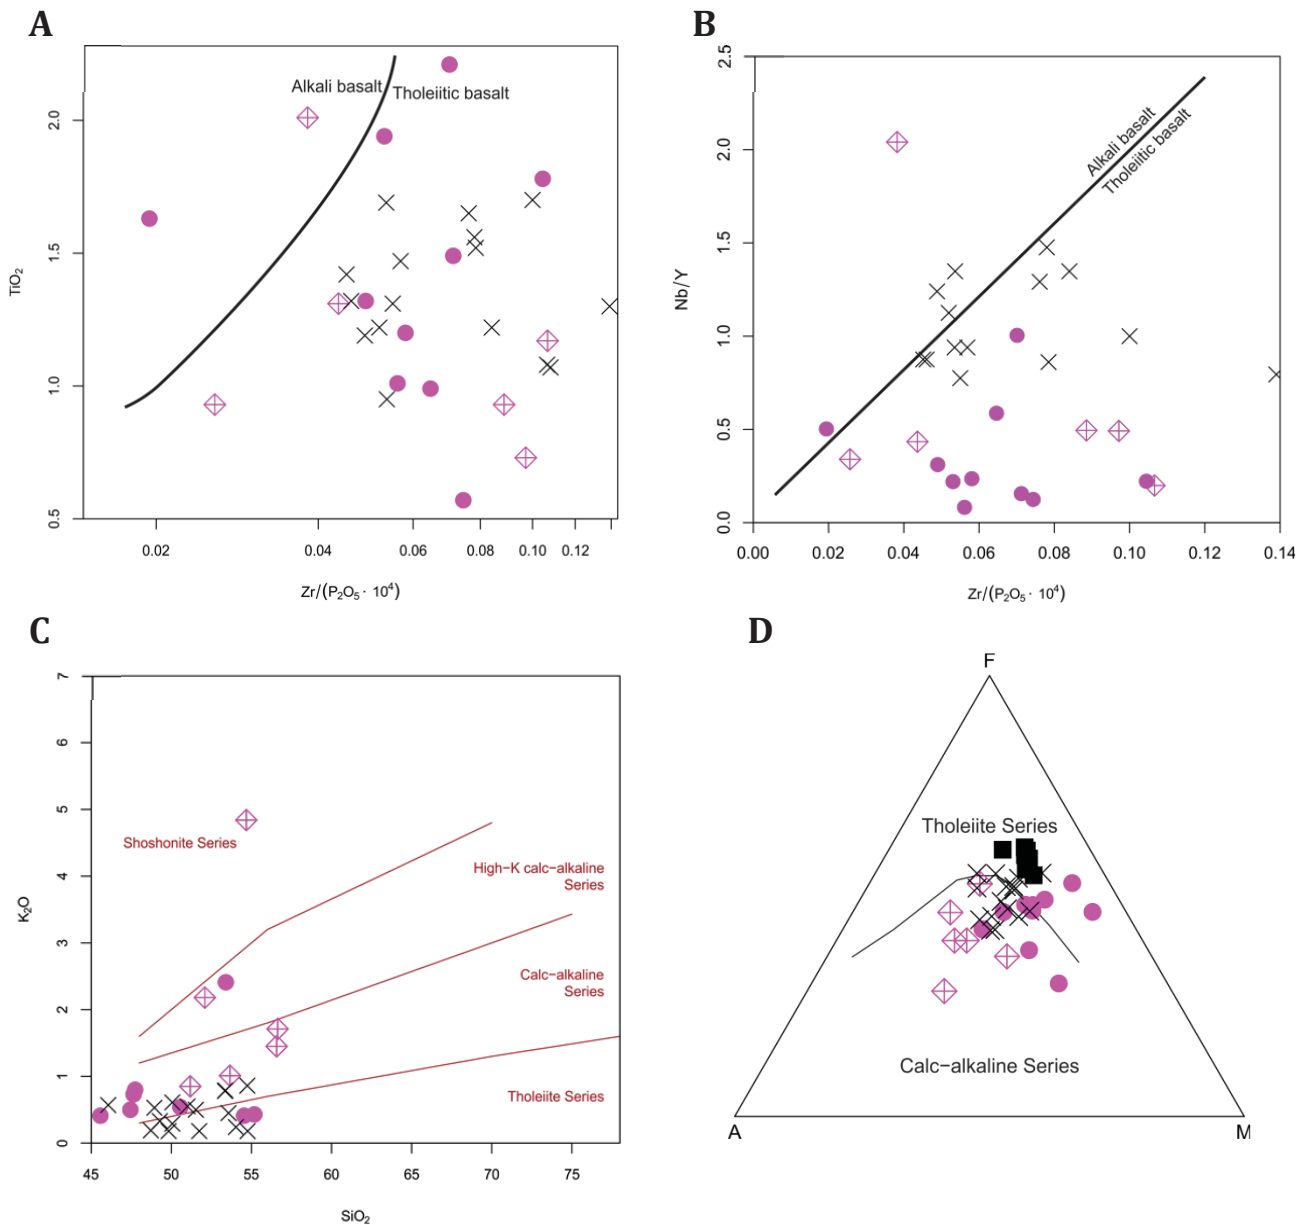 A
Alkali basalt
Tholeiitic basalt
TiO₂
2.0
1.5
1.0
0.5
0.02
0.04
0.06
0.08
0.10
0.12
Zr/(P₂O₅ · 10⁴)
B
Alkali basalt
Tholeiitic basalt
Nb/Y
2.5
2.0
1.5
1.0
0.5
0.0
0.00
0.02
0.04
0.06
0.08
0.10
0.12
0.14
Zr/(P₂O₅ · 10⁴)
C
K₂O
7
6
5
4
3
2
1
0
Shoshonite Series
High–K calc–alkaline
Series
Calc–alkaline
Series
Tholeiite Series
45
50
55
60
65
70
75
SiO₂
D
F
Tholeiite Series
Calc-alkaline Series
A
M